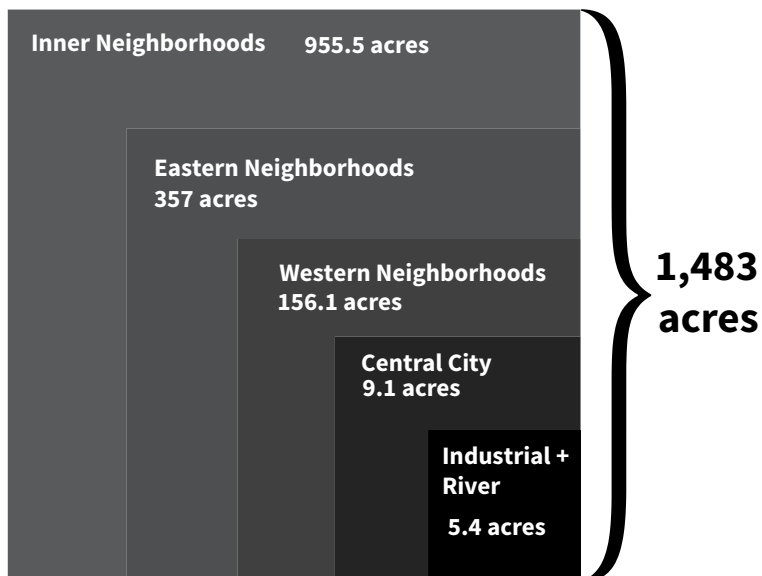 Inner Neighborhoods 955.5 acres
Eastern Neighborhoods
357 acres
Western Neighborhoods
156.1 acres
Central City
9.1 acres
Industrial +
River
5.4 acres
1,483
acres